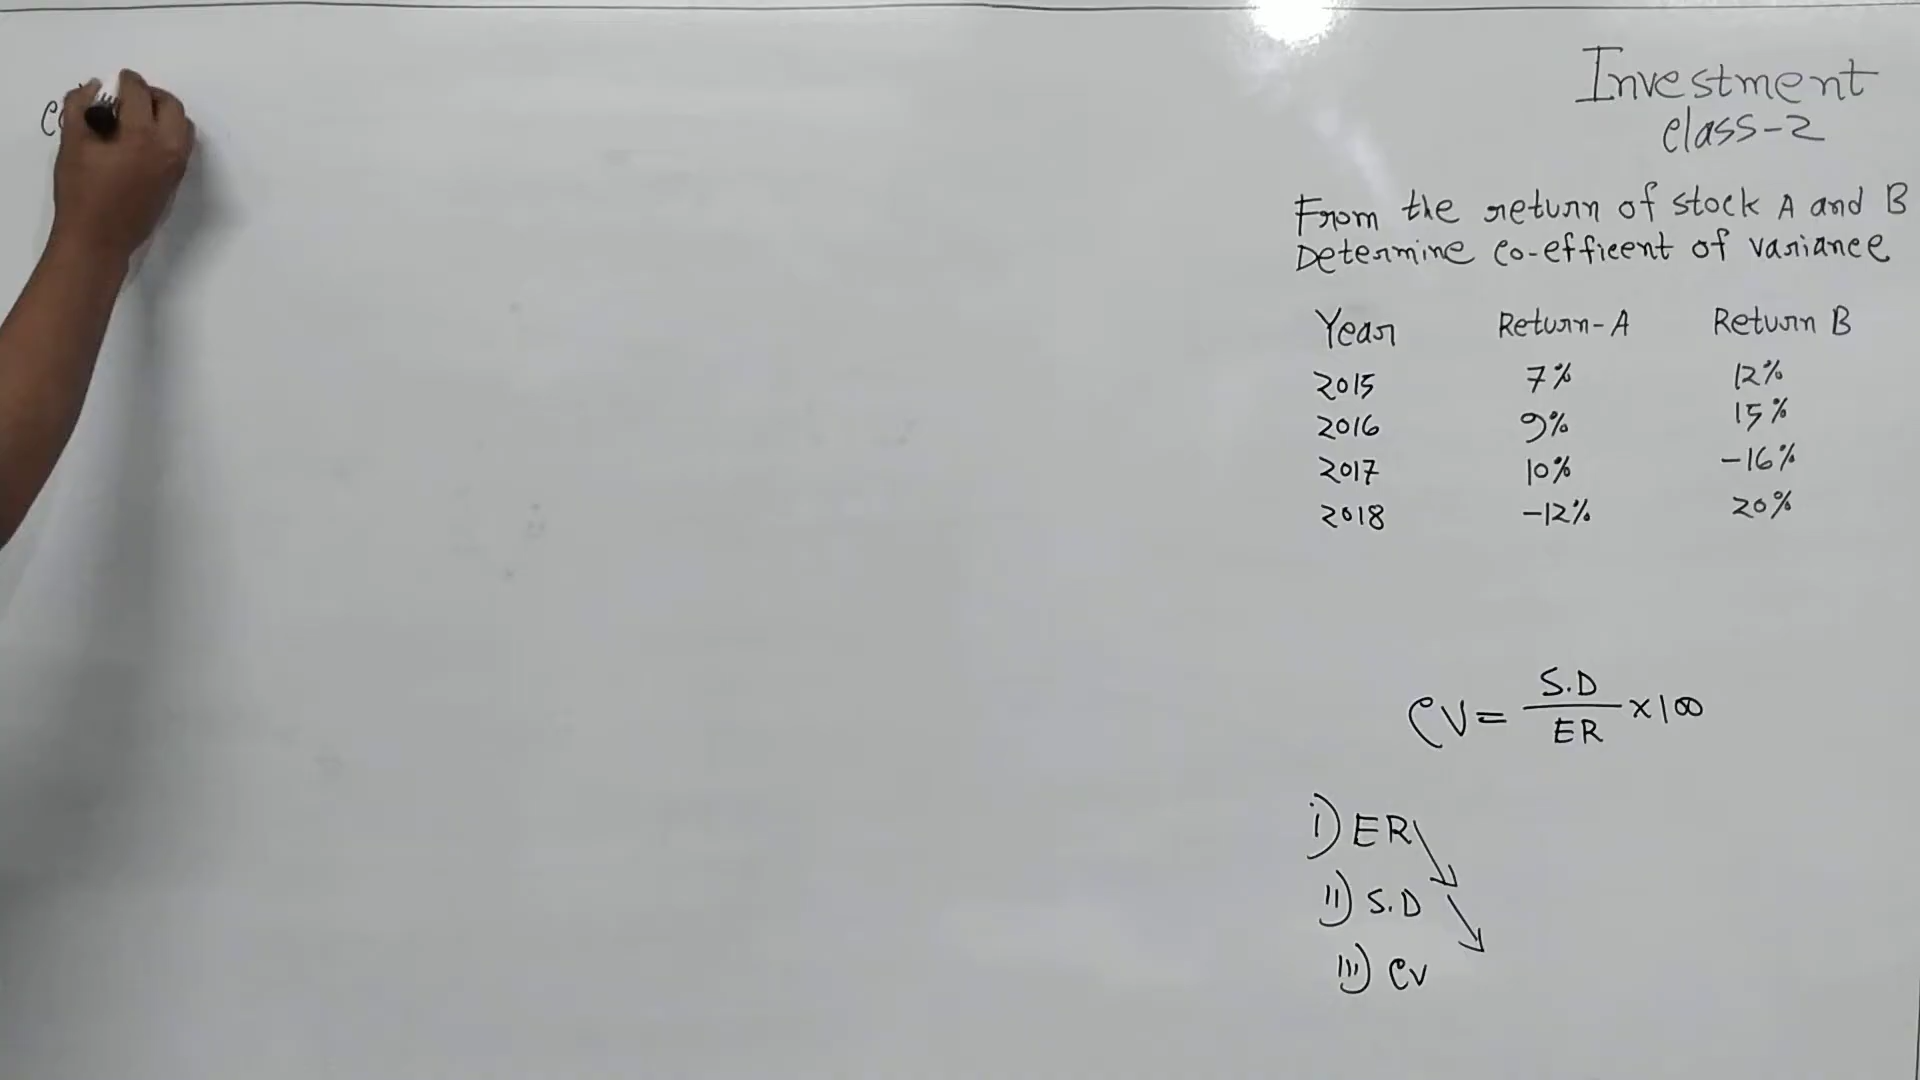 Investment
class-2
From the return of stock A and B
Determine co-efficent of variance
Year Return-A Return B
2015 7% 12%
2016 9% 15%
2017 10% -16%
2018 -12% 20%
CV = S.D / ER × 100
i) ER
ii) S.D
iii) CV